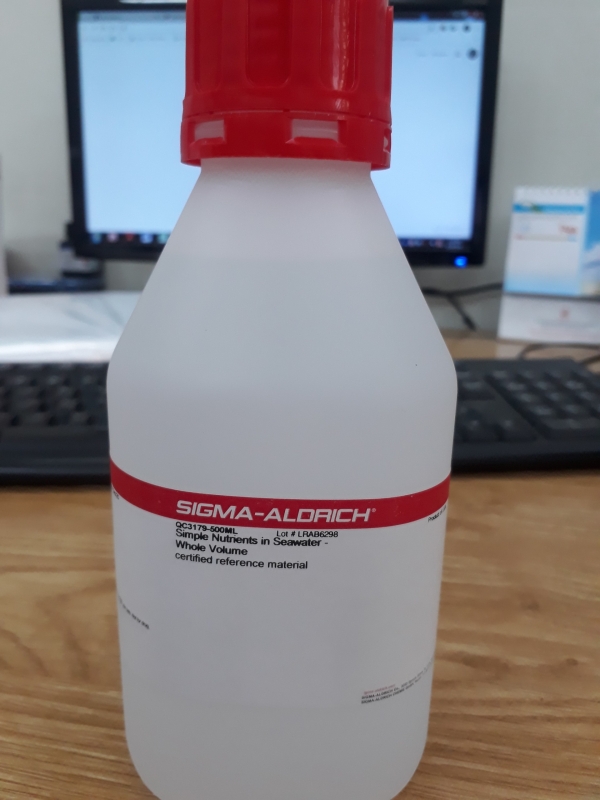 SIGMA-ALDRICH®
QC3179-500ML Lot # LRAB6298
Simple Nutrients in Seawater -
Whole Volume
certified reference material